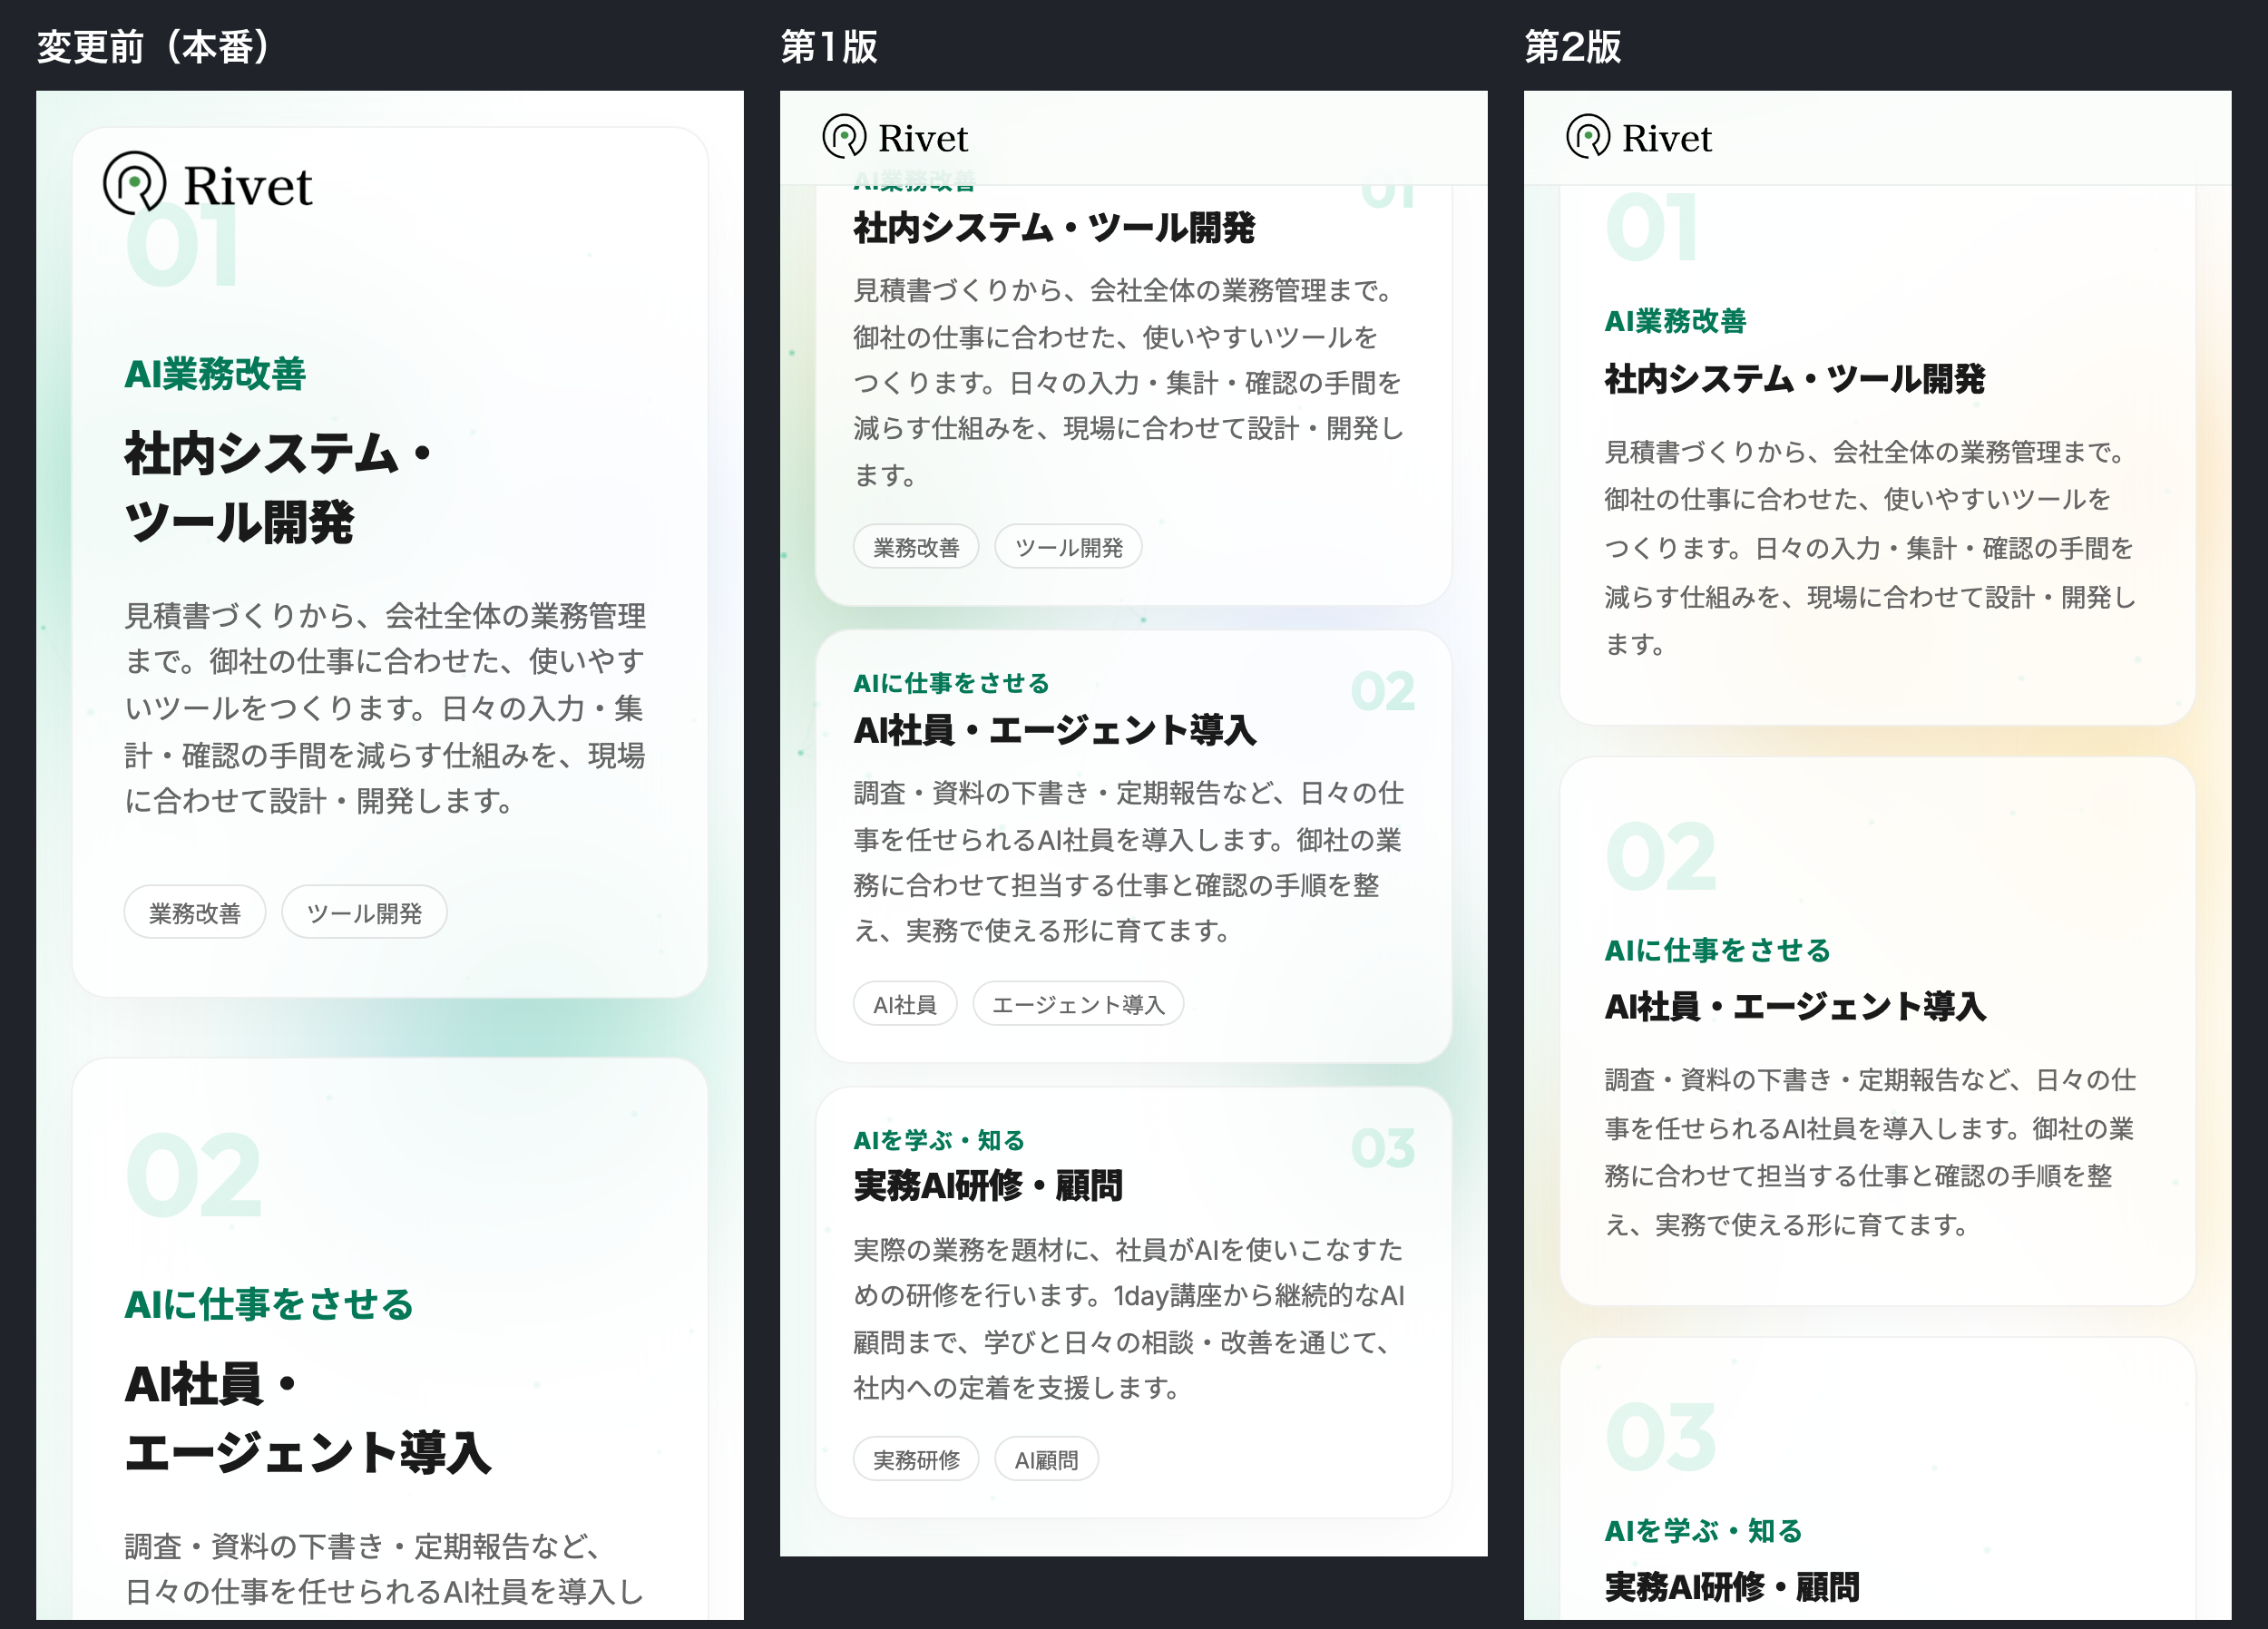 変更前（本番）
Rivet
01
AI業務改善
社内システム・
ツール開発
見積書づくりから、会社全体の業務管理
まで。御社の仕事に合わせた、使いやす
いツールをつくります。日々の入力・集
計・確認の手間を減らす仕組みを、現場
に合わせて設計・開発します。
業務改善
ツール開発
02
AIに仕事をさせる
AI社員・
エージェント導入
調査・資料の下書き・定期報告など、
日々の仕事を任せられるAI社員を導入し
第1版
Rivet
AI業務改善
01
社内システム・ツール開発
見積書づくりから、会社全体の業務管理まで。
御社の仕事に合わせた、使いやすいツールを
つくります。日々の入力・集計・確認の手間を
減らす仕組みを、現場に合わせて設計・開発し
ます。
業務改善
ツール開発
AIに仕事をさせる
02
AI社員・エージェント導入
調査・資料の下書き・定期報告など、日々の仕
事を任せられるAI社員を導入します。御社の業
務に合わせて担当する仕事と確認の手順を整
え、実務で使える形に育てます。
AI社員
エージェント導入
AIを学ぶ・知る
03
実務AI研修・顧問
実際の業務を題材に、社員がAIを使いこなすた
めの研修を行います。1day講座から継続的なAI
顧問まで、学びと日々の相談・改善を通じて、
社内への定着を支援します。
実務研修
AI顧問
第2版
Rivet
01
AI業務改善
社内システム・ツール開発
見積書づくりから、会社全体の業務管理まで。
御社の仕事に合わせた、使いやすいツールを
つくります。日々の入力・集計・確認の手間を
減らす仕組みを、現場に合わせて設計・開発し
ます。
02
AIに仕事をさせる
AI社員・エージェント導入
調査・資料の下書き・定期報告など、日々の仕
事を任せられるAI社員を導入します。御社の業
務に合わせて担当する仕事と確認の手順を整
え、実務で使える形に育てます。
03
AIを学ぶ・知る
実務AI研修・顧問